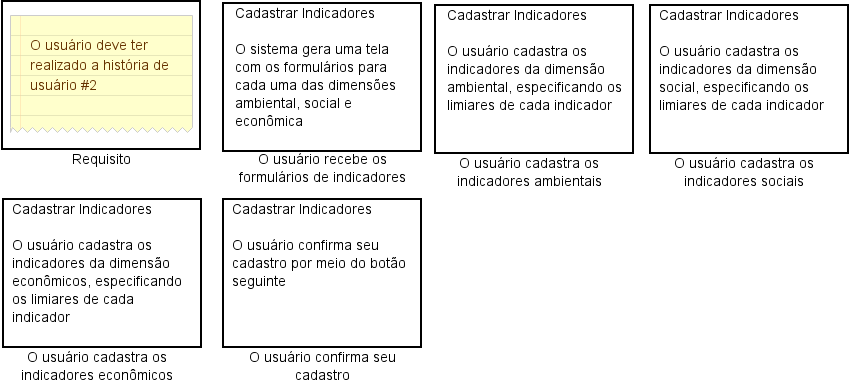 O usuário deve ter
realizado a história de
usuário #2
Requisito
Cadastrar Indicadores
O sistema gera uma tela
com os formulários para
cada uma das dimensões
ambiental, social e
econômica
O usuário recebe os
formulários de indicadores
Cadastrar Indicadores
O usuário cadastra os
indicadores da dimensão
ambiental, especificando os
limiares de cada indicador
O usuário cadastra os
indicadores ambientais
Cadastrar Indicadores
O usuário cadastra os
indicadores da dimensão
social, especificando os
limiares de cada indicador
O usuário cadastra os
indicadores sociais
Cadastrar Indicadores
O usuário cadastra os
indicadores da dimensão
econômicos, especificando
os limiares de cada
indicador
O usuário cadastra os
indicadores econômicos
Cadastrar Indicadores
O usuário confirma seu
cadastro por meio do botão
seguinte
O usuário confirma seu
cadastro